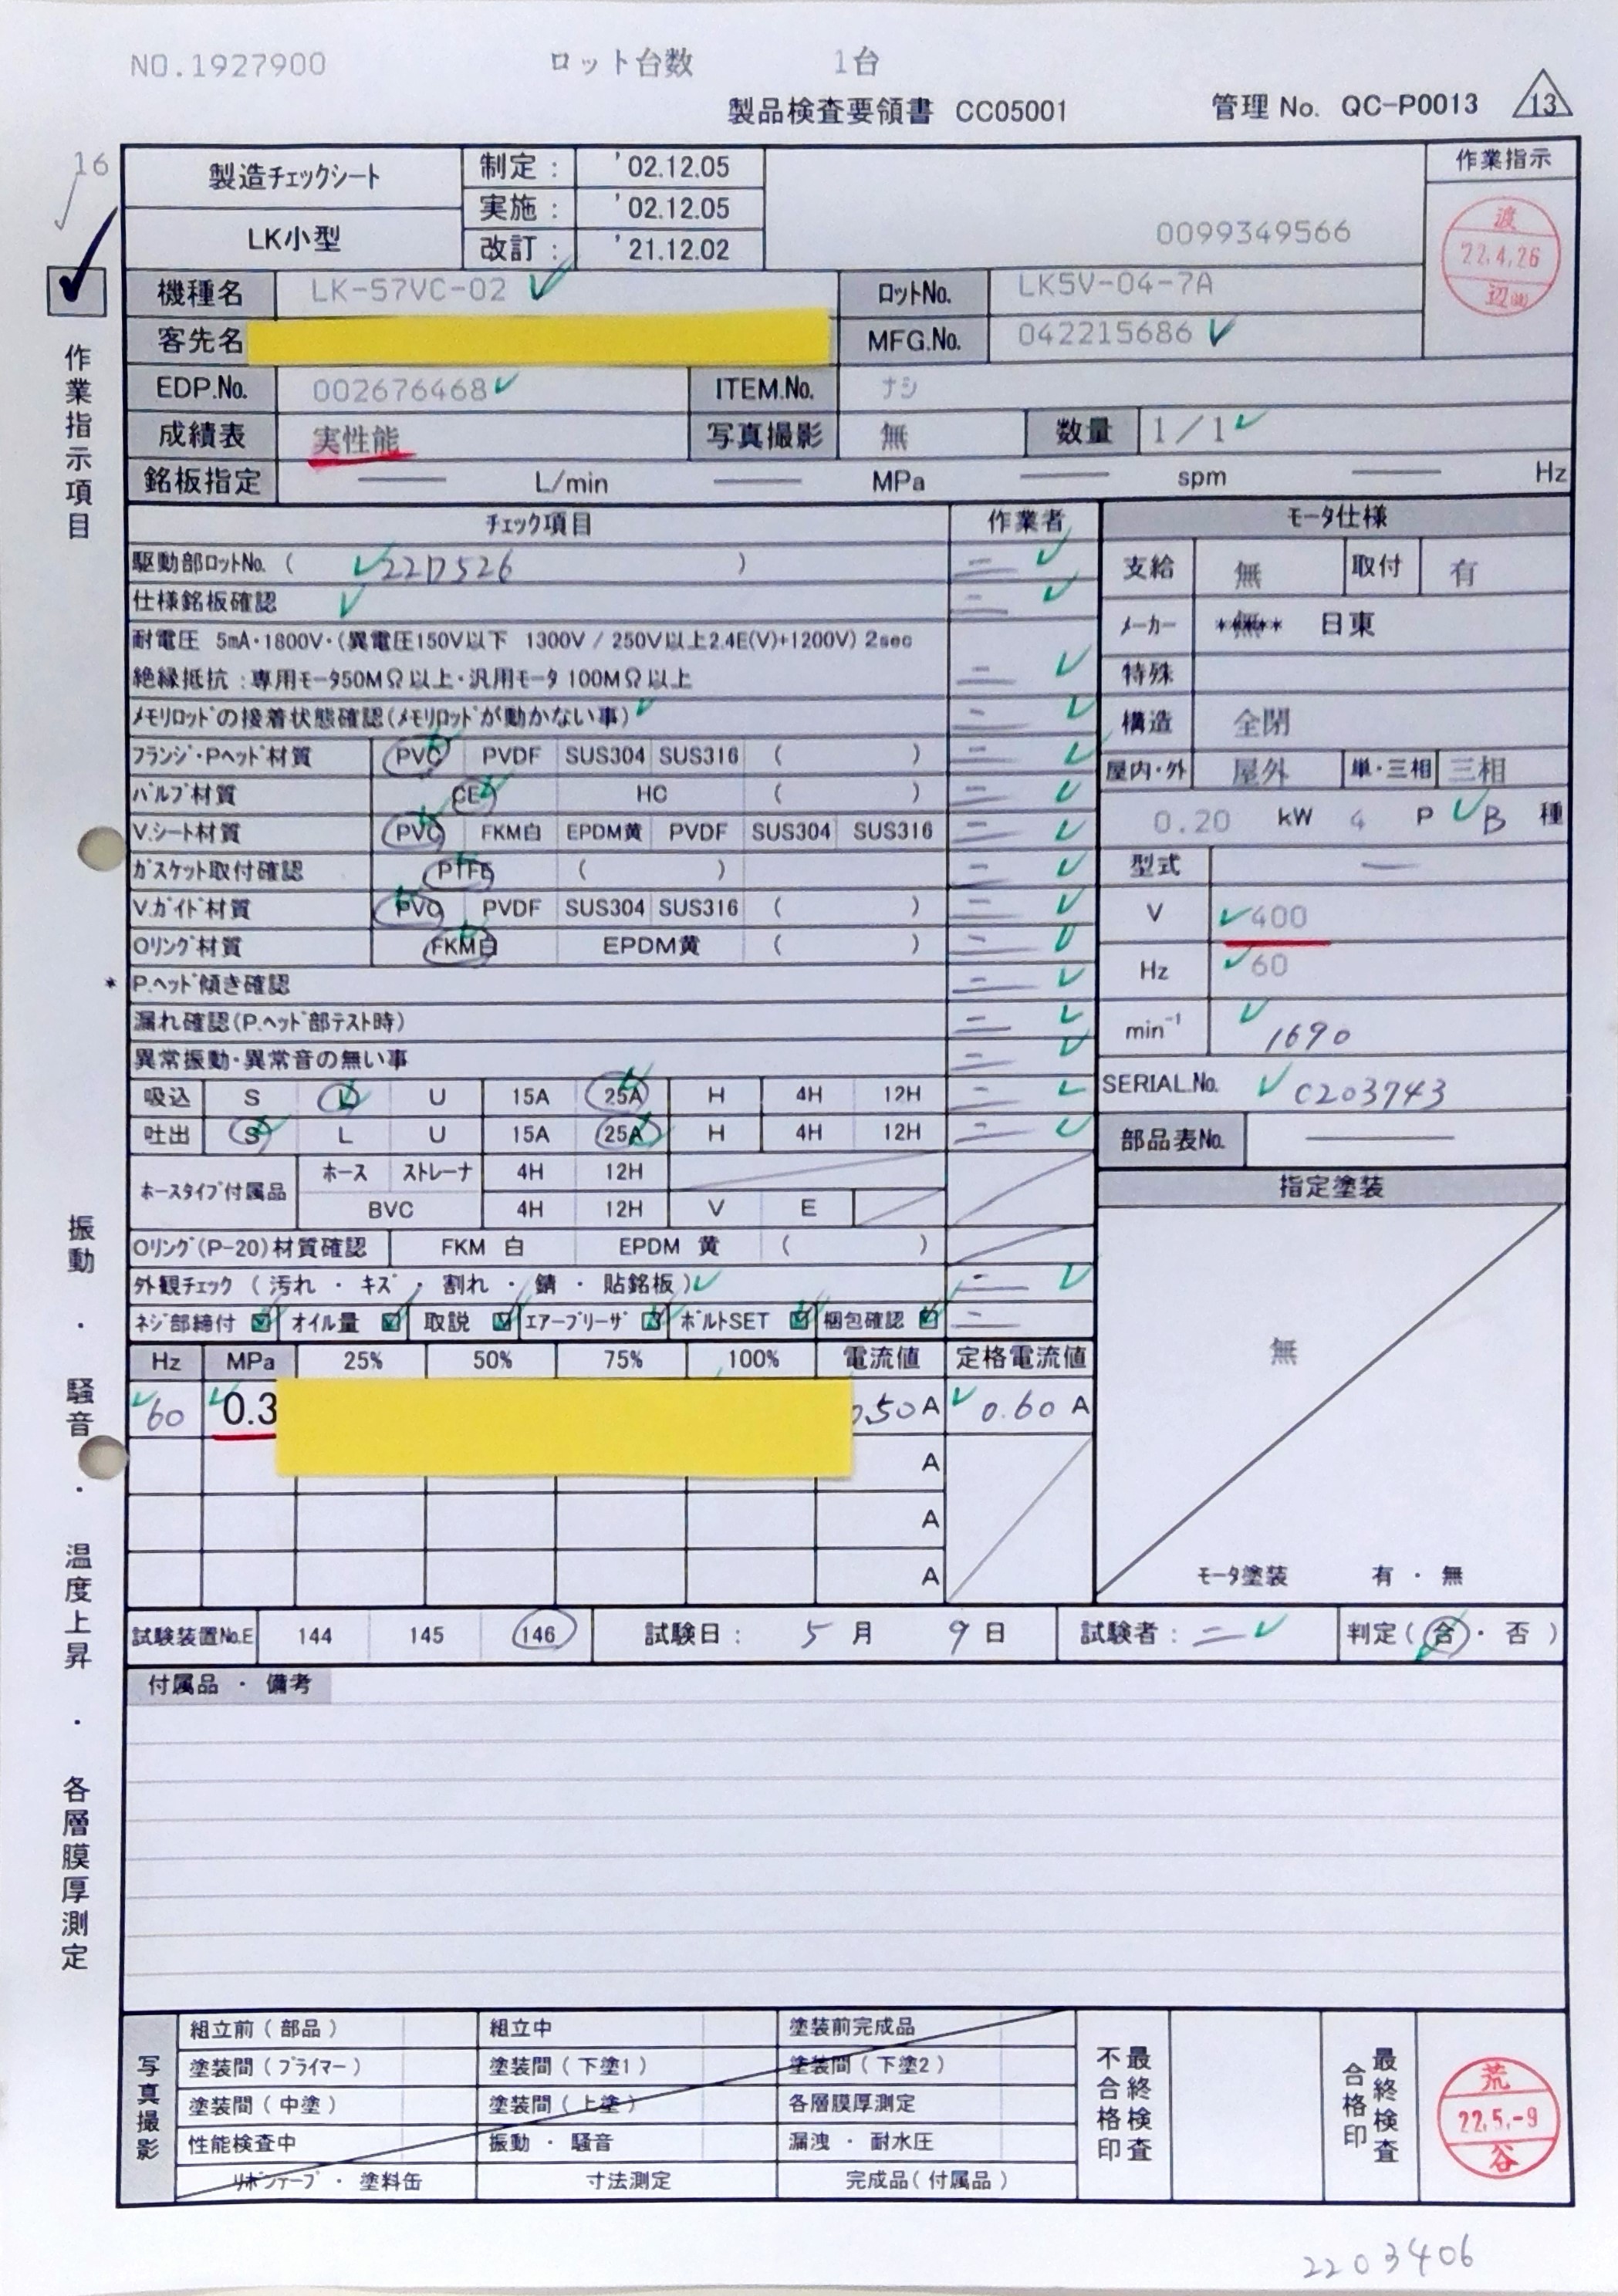 NO.1927900 ロット台数 1台
製品検査要領書 CC05001 管理 No. QC-P0013 13
16
製造チェックシート 制定 : '02.12.05 作業指示
実施 : '02.12.05
LK小型 改訂 : '21.12.02 0099349566
渡 22.4.26 辺
機種名 LK-57VC-02 ロットNo. LK5V-04-7A
客先名 MFG.No. 042215686
EDP.No. 002676468 ITEM.No. ナシ
成績表 実性能 写真撮影 無 数量 1/1
銘板指定 — L/min — MPa — spm — Hz
作業指示項目
振動・騒音・温度上昇・各層膜厚測定
チェック項目 作業者
駆動部ロットNo. ( 22D526 ) 二
仕様銘板確認 二
耐電圧 5mA・1800V・(異電圧150V以下 1300V / 250V以上2.4E(V)+1200V) 2sec
絶縁抵抗 : 専用モータ50MΩ以上・汎用モータ 100MΩ以上 二
メモリロッドの接着状態確認(メモリロッドが動かない事) 二
フランジ・Pヘッド材質 PVC PVDF SUS304 SUS316 ( ) 二
バルブ材質 CE HC ( ) 二
V.シート材質 PVC FKM白 EPDM黄 PVDF SUS304 SUS316 二
ガスケット取付確認 PTFE ( ) 二
V.ガイド材質 PVC PVDF SUS304 SUS316 ( ) 二
Oリング材質 FKM白 EPDM黄 ( ) 二
* P.ヘッド傾き確認 二
漏れ確認(P.ヘッド部テスト時) 二
異常振動・異常音の無い事 二
吸込 S L U 15A 25A H 4H 12H 二
吐出 S L U 15A 25A H 4H 12H 二
ホースタイプ付属品 ホース ストレーナ 4H 12H
BVC 4H 12H V E
Oリング(P-20)材質確認 FKM 白 EPDM 黄 ( )
外観チェック ( 汚れ ・ キズ ・ 割れ ・ 錆 ・ 貼銘板 ) 二
ネジ部締付 オイル量 取説 エアーブリーザ ボルトSET 梱包確認 二
モータ仕様
支給 無 取付 有
メーカー *無** 日東
特殊
構造 全閉
屋内・外 屋外 単・三相 三相
0.20 kW 4 P B 種
型式 —
V 400
Hz 60
min⁻¹ 1690
SERIAL.No. C203743
部品表No. —
指定塗装
無
モータ塗装 有 ・ 無
Hz MPa 25% 50% 75% 100% 電流値 定格電流値
60 0.3 .50 A 0.60 A
A
A
A
試験装置No.E 144 145 146 試験日 : 5 月 9 日 試験者 : 二 判定 ( 合 ・ 否 )
付属品 ・ 備考
写真撮影
組立前 ( 部品 ) 組立中 塗装前完成品
塗装間 ( プライマー ) 塗装間 ( 下塗1 ) 塗装間 ( 下塗2 )
塗装間 ( 中塗 ) 塗装間 ( 上塗 ) 各層膜厚測定
性能検査中 振動 ・ 騒音 漏洩 ・ 耐水圧
リボンテープ ・ 塗料缶 寸法測定 完成品 ( 付属品 )
最終検査不合格印
最終検査合格印
荒 22.5.-9 谷
2203406